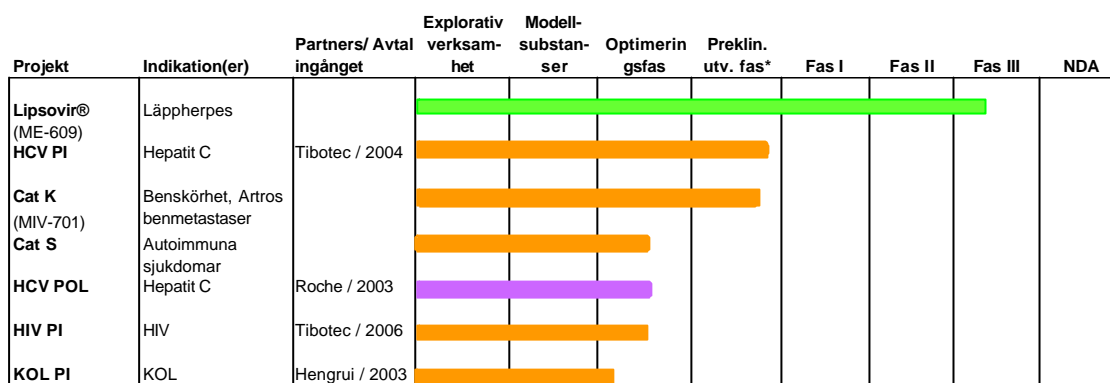 Explorativ Modell-
Partners/ Avtal verksam- substan- Optimerin Preklin.
Projekt Indikation(er) ingånget het ser gsfas utv. fas* Fas I Fas II Fas III NDA
Lipsovir® Läppherpes
(ME-609)
HCV PI Hepatit C Tibotec / 2004
Cat K Benskörhet, Artros
(MIV-701) benmetastaser
Cat S Autoimmuna
sjukdomar
HCV POL Hepatit C Roche / 2003
HIV PI HIV Tibotec / 2006
KOL PI KOL Hengrui / 2003